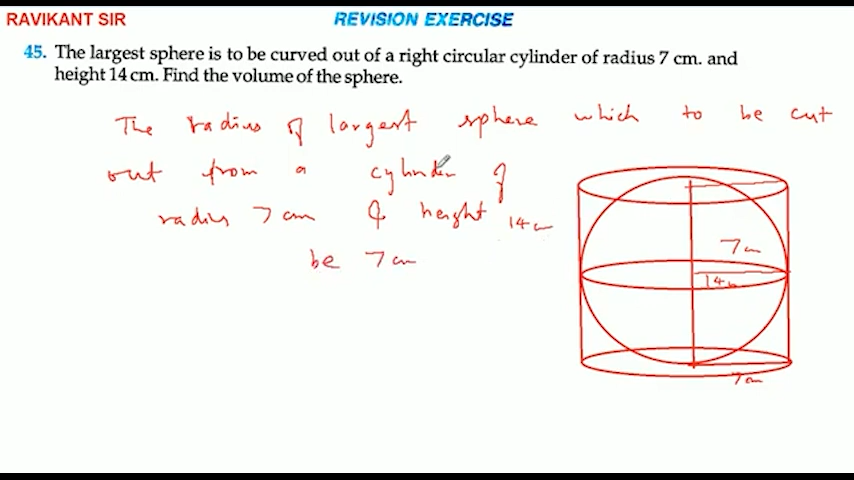 RAVIKANT SIR
REVISION EXERCISE
45. The largest sphere is to be curved out of a right circular cylinder of radius 7 cm. and
height 14 cm. Find the volume of the sphere.
The radius of largest sphere which to be cut
out from a cylinder of
radius 7 cm & height 14 cm
be 7 cm
7 cm
14 cm
7 cm